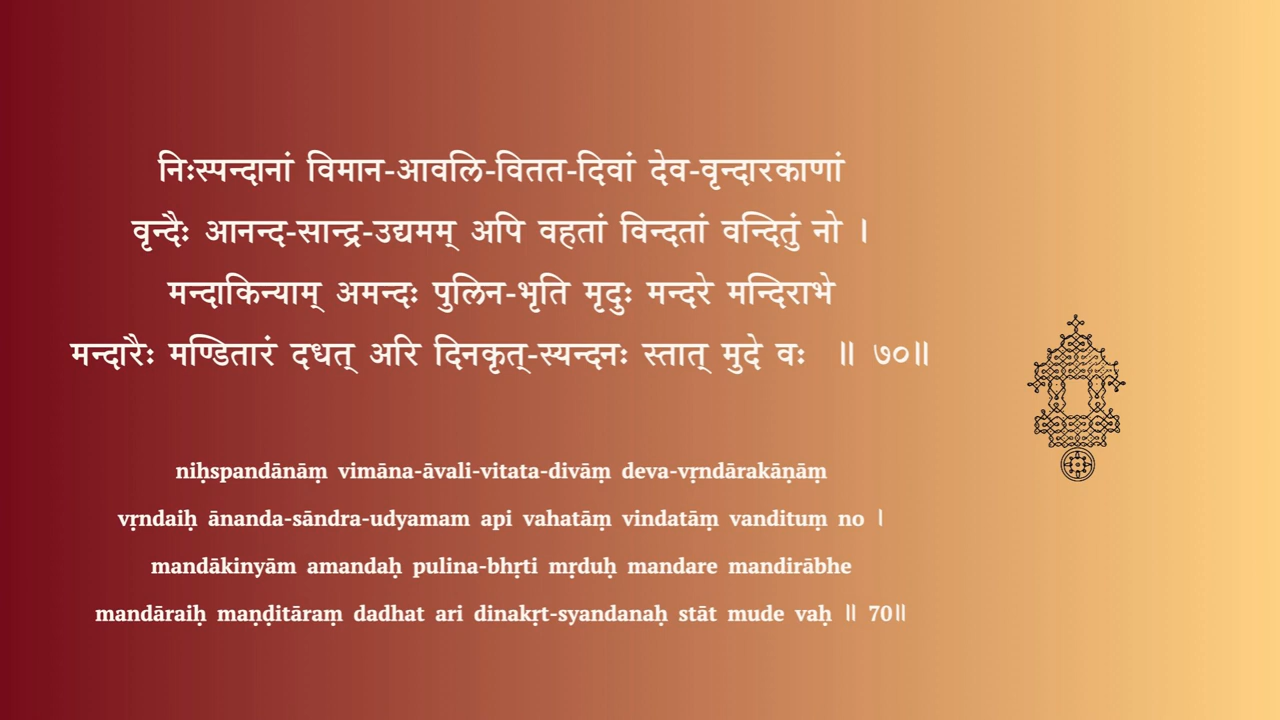 निःस्पन्दानां विमान-आवलि-वितत-दिवां देव-वृन्दारकाणां
वृन्दैः आनन्द-सान्द्र-उद्यमम् अपि वहतां विन्दतां वन्दितुं नो ।
मन्दाकिन्याम् अमन्दः पुलिन-भृति मृदुः मन्दरे मन्दिराभे
मन्दारैः मण्डितारं दधत् अरि दिनकृत्-स्यन्दनः स्तात् मुदे वः ॥ ७०॥
niḥspandānāṃ vimāna-āvali-vitata-divāṃ deva-vṛndārakāṇāṃ
vṛndaiḥ ānanda-sāndra-udyamam api vahatāṃ vindatāṃ vandituṃ no ।
mandākinyām amandaḥ pulina-bhṛti mṛduḥ mandare mandirābhe
mandāraiḥ maṇḍitāraṃ dadhat ari dinakṛt-syandanaḥ stāt mude vaḥ ॥ 70॥